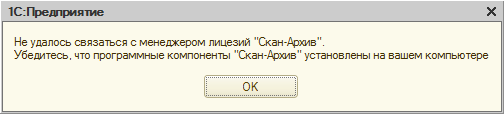 1С:Предприятие
Не удалось связаться с менеджером лицезий "Скан-Архив".
Убедитесь, что программные компоненты "Скан-Архив" установлены на вашем компьютере
OK